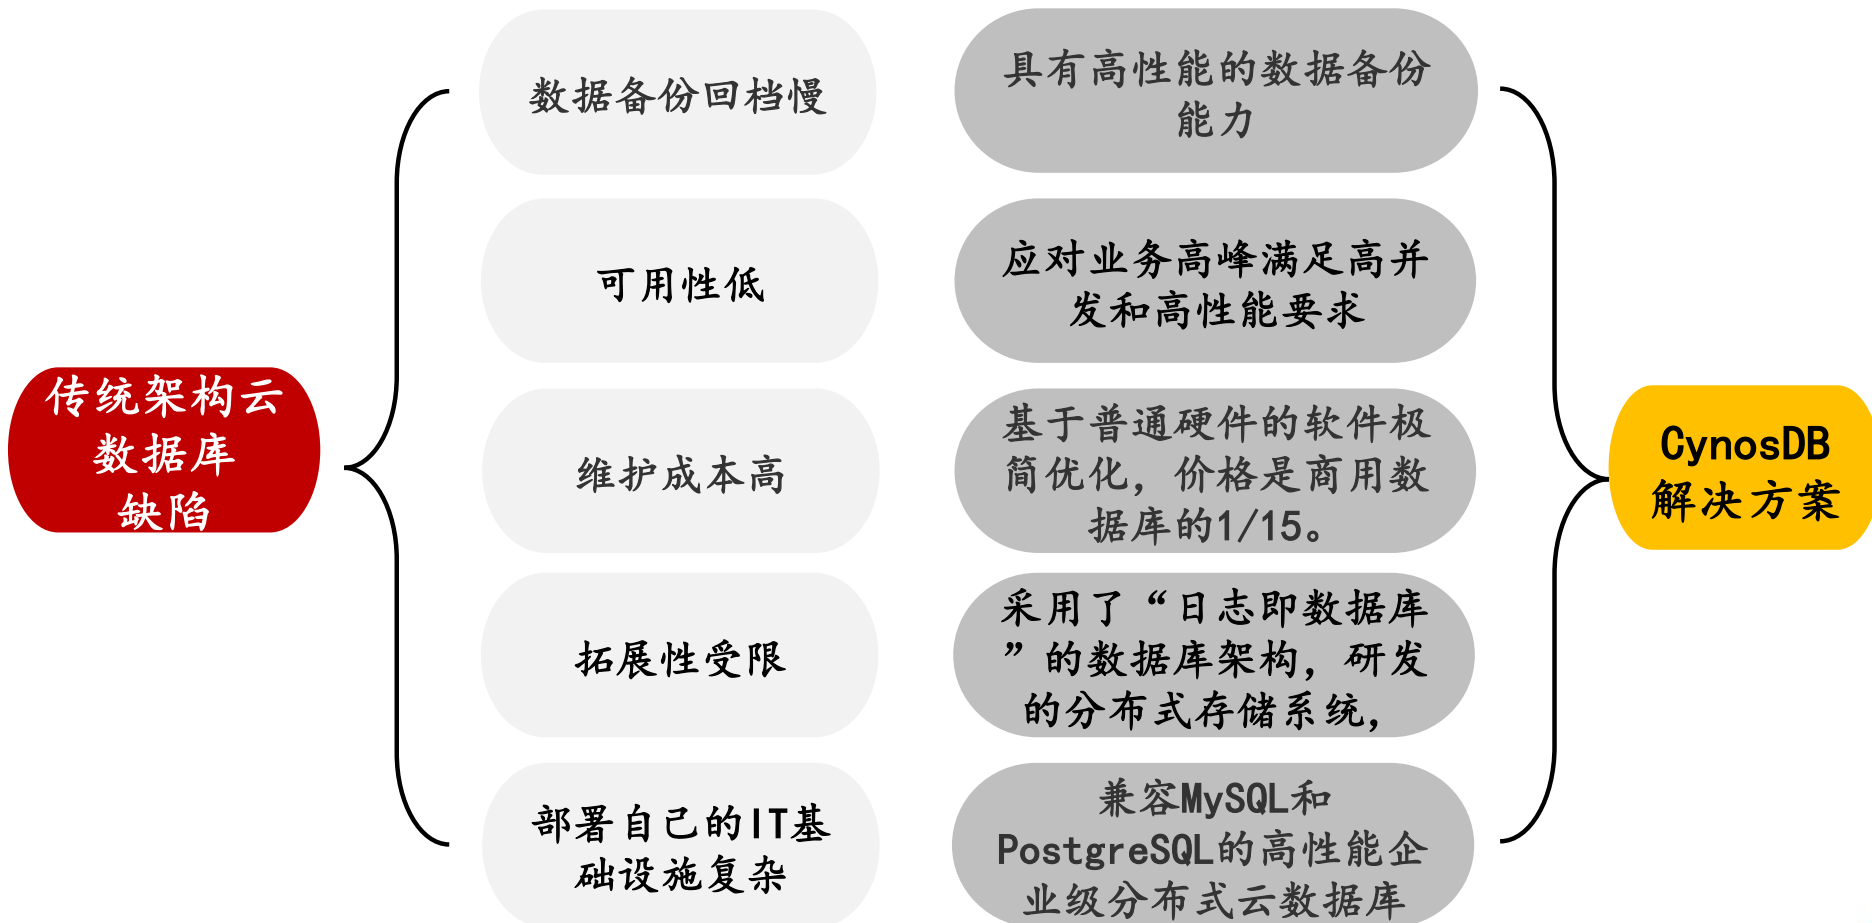 传统架构云
数据库
缺陷
数据备份回档慢
可用性低
维护成本高
拓展性受限
部署自己的IT基
础设施复杂
具有高性能的数据备份
能力
应对业务高峰满足高并
发和高性能要求
基于普通硬件的软件极
简优化，价格是商用数
据库的1/15。
采用了“日志即数据库
”的数据库架构，研发
的分布式存储系统，
兼容MySQL和
PostgreSQL的高性能企
业级分布式云数据库
CynosDB
解决方案